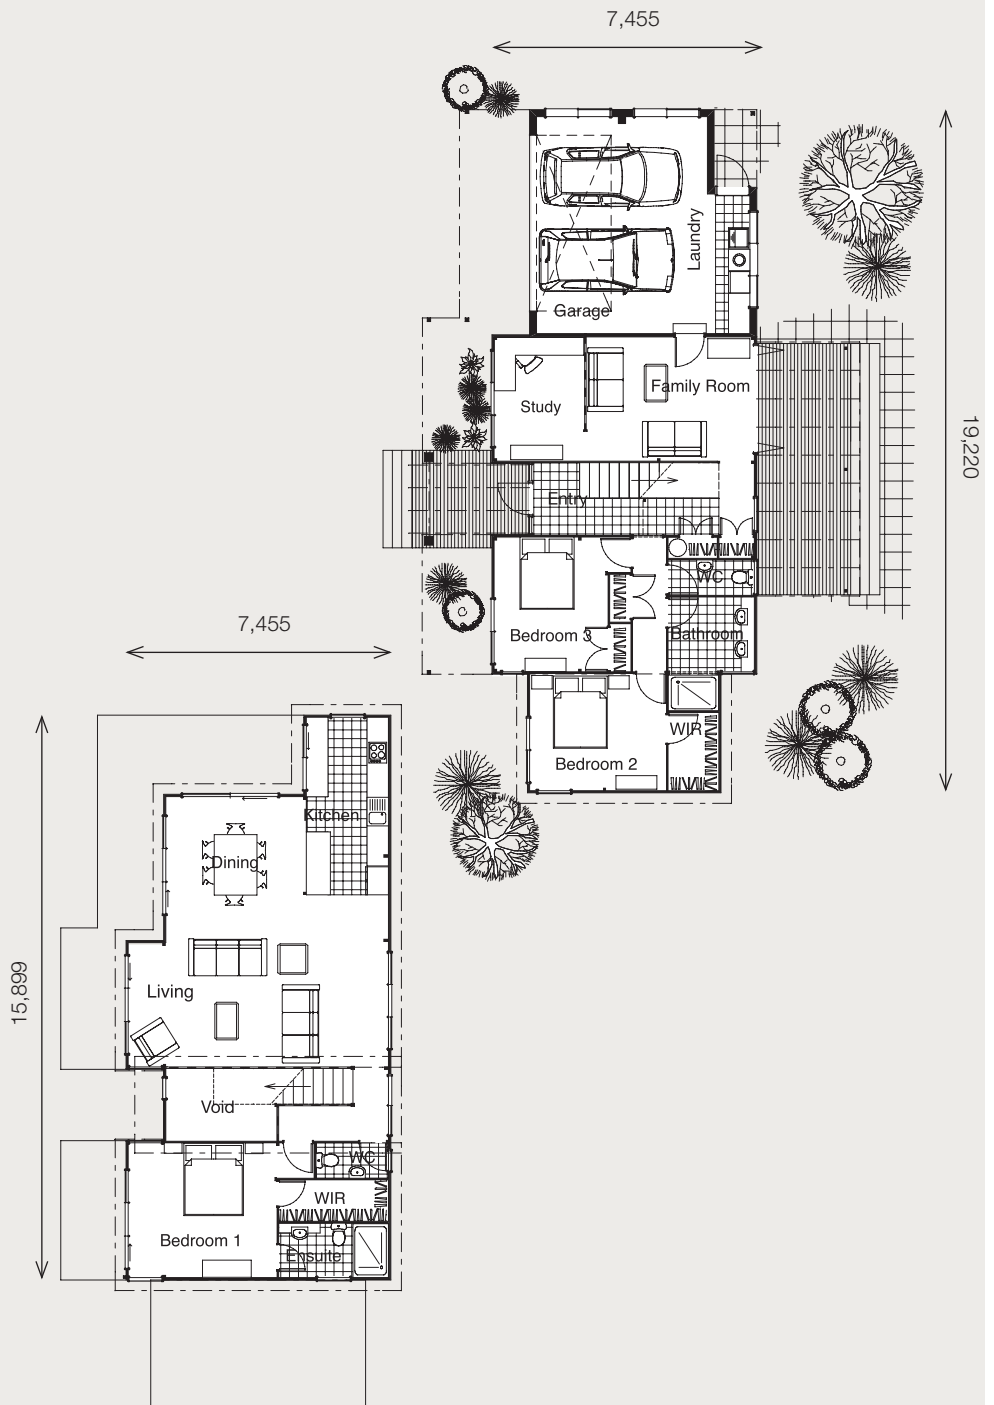 7,455
Laundry
Garage
Family Room
Study
19,220
Entry
WC
Bedroom 3
Bathroom
WIR
Bedroom 2
7,455
Kitchen
Dining
Living
15,899
Void
WC
WIR
Bedroom 1
Ensuite